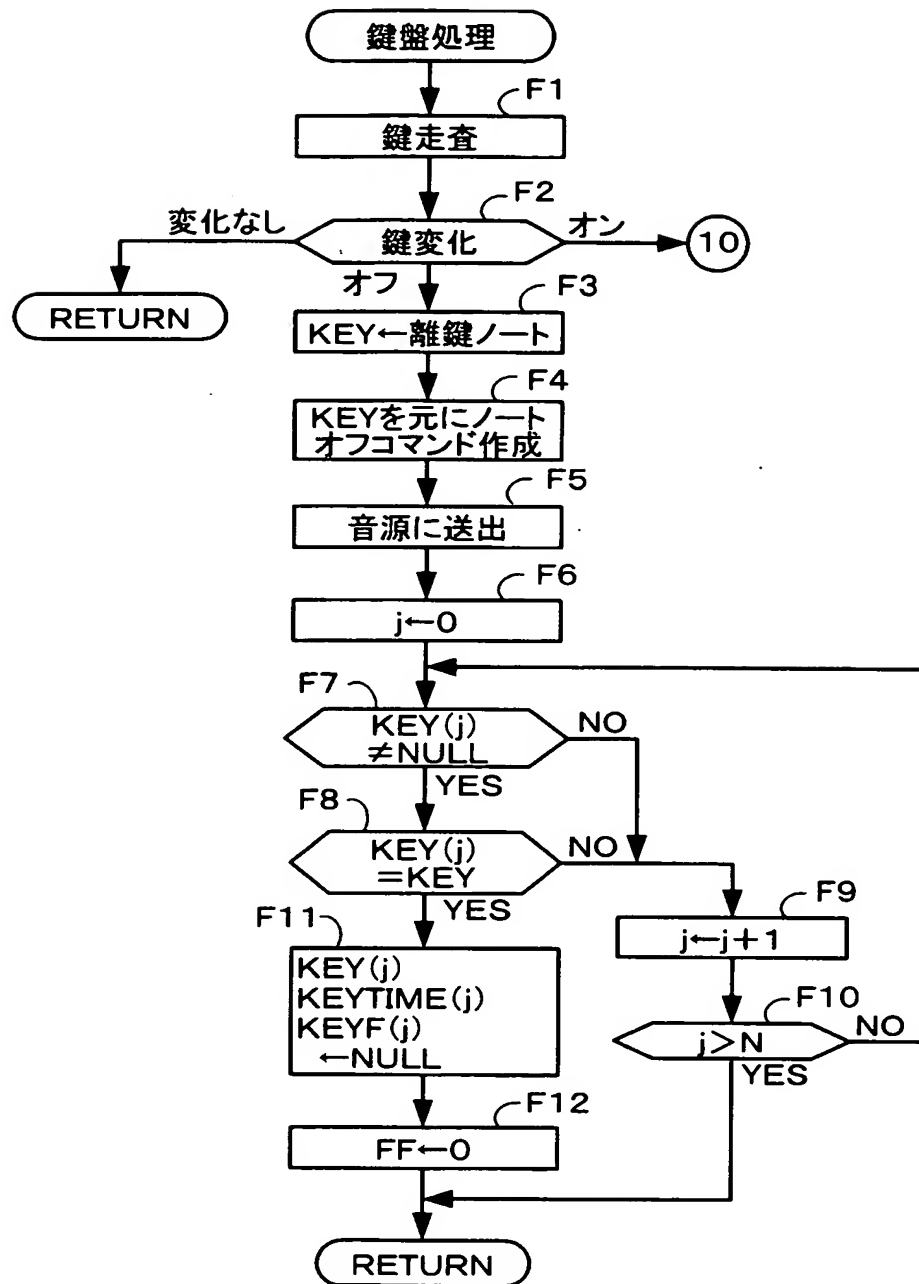 鍵盤処理
F1
鍵走査
F2
変化なし
鍵変化
オン
10
オフ
RETURN
F3
KEY←離鍵ノート
F4
KEYを元にノート
オフコマンド作成
F5
音源に送出
F6
j←0
F7
KEY(j)
≠NULL
NO
YES
F8
KEY(j)
=KEY
NO
YES
F9
j←j+1
F10
j>N
NO
YES
F11
KEY(j)
KEYTIME(j)
KEYF(j)
←NULL
F12
FF←0
RETURN